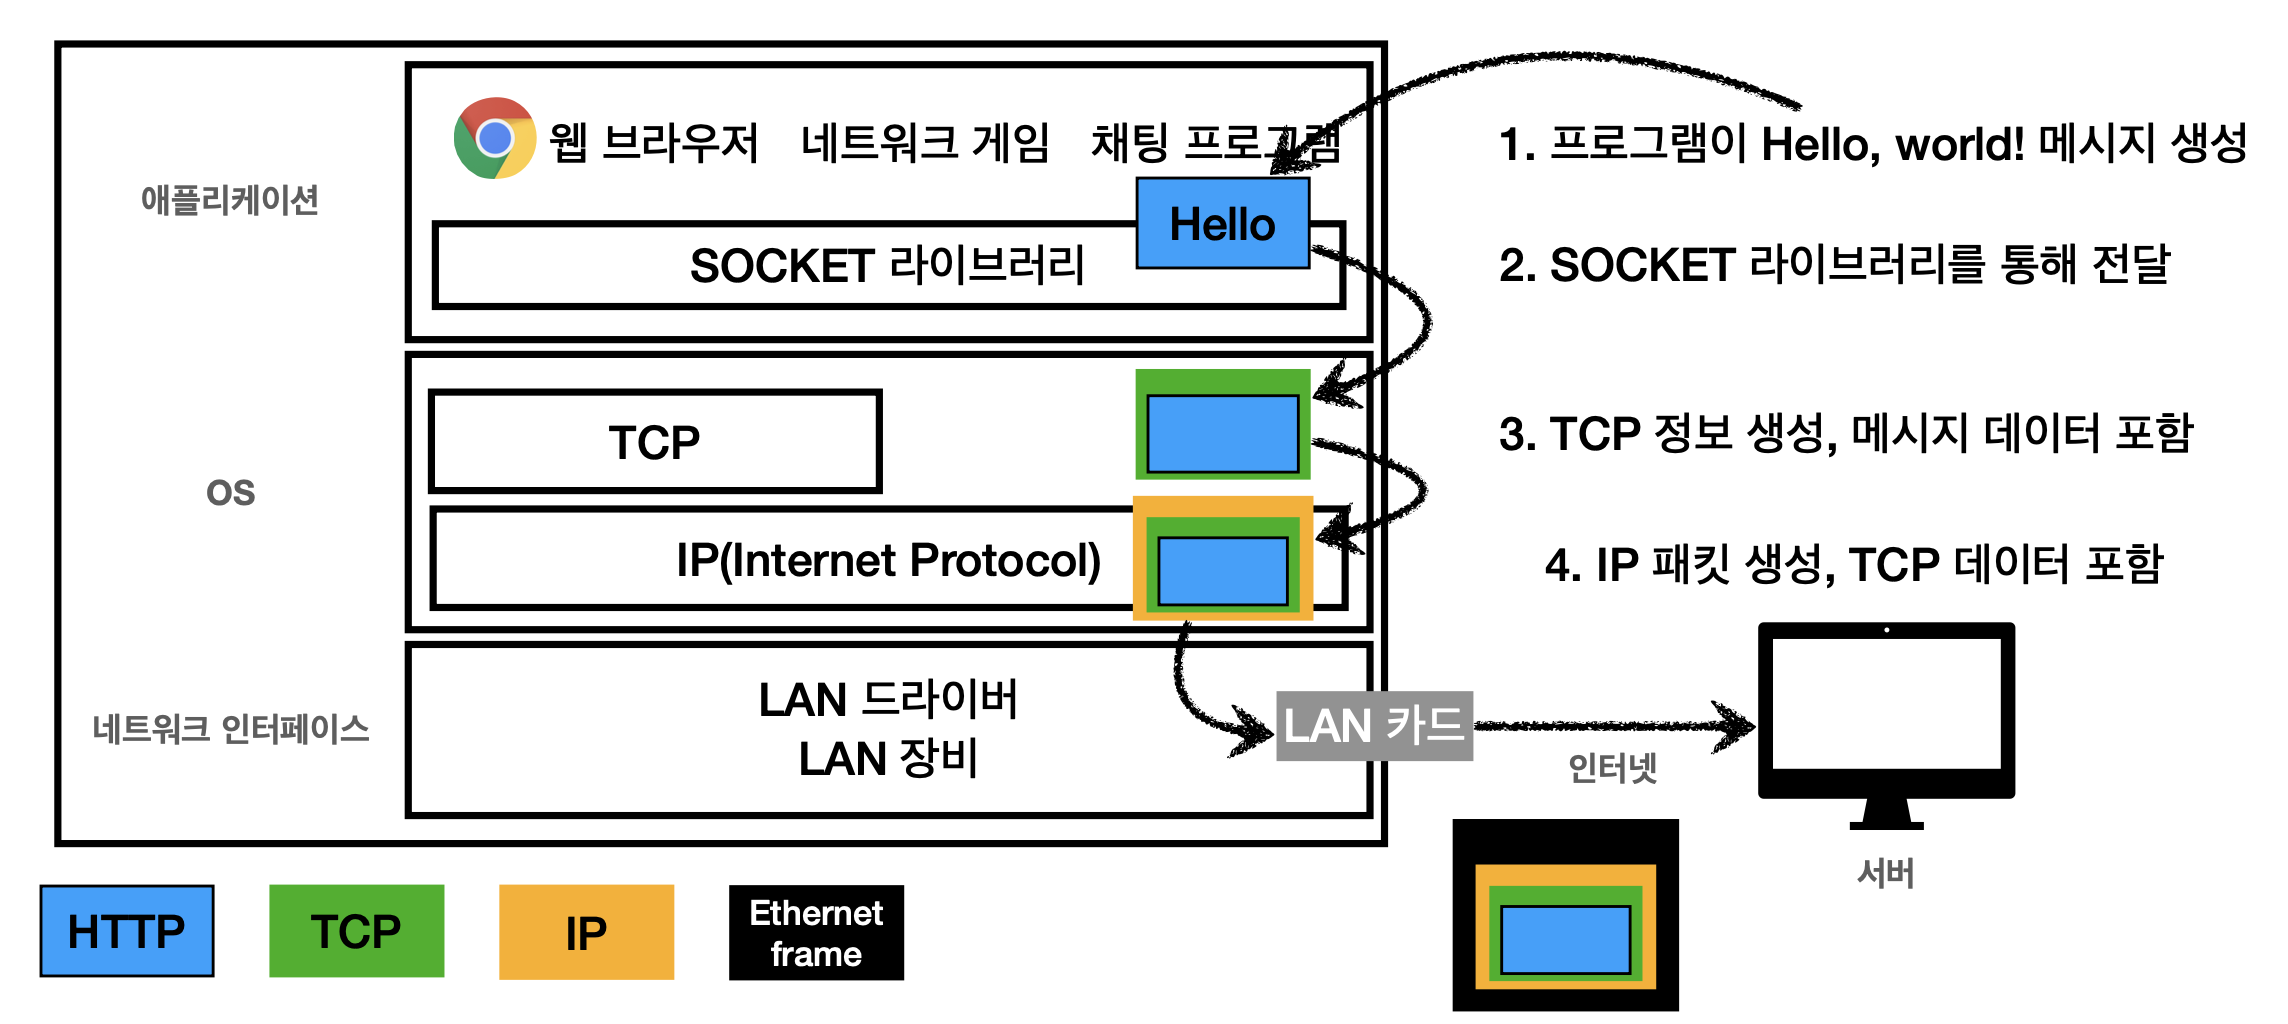 웹 브라우저 네트워크 게임 채팅 프로그램
1. 프로그램이 Hello, world! 메시지 생성
애플리케이션
Hello
SOCKET 라이브러리
2. SOCKET 라이브러리를 통해 전달
TCP
3. TCP 정보 생성, 메시지 데이터 포함
OS
IP(Internet Protocol)
4. IP 패킷 생성, TCP 데이터 포함
네트워크 인터페이스
LAN 드라이버
LAN 장비
LAN 카드
인터넷
서버
HTTP
TCP
IP
Ethernet
frame